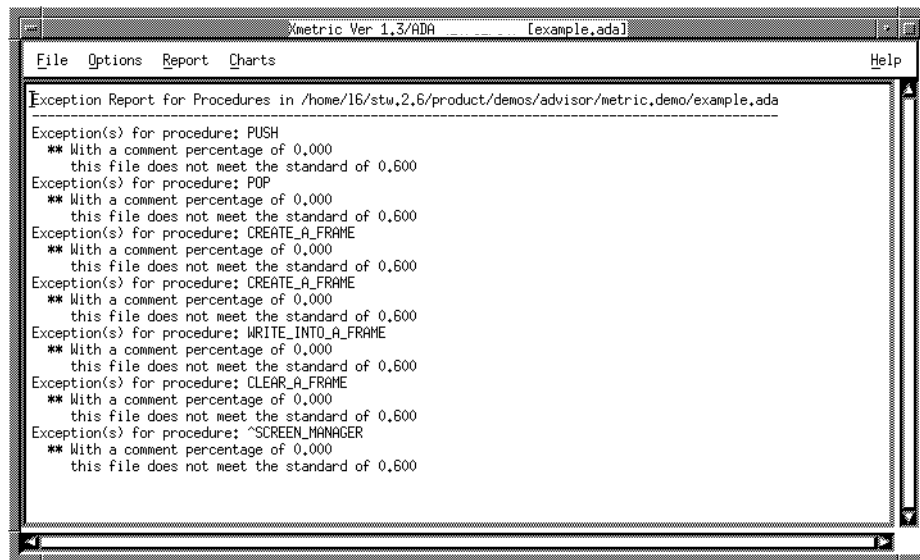 Xmetric Ver 1.3/ADA [example.ada]
File Options Report Charts Help
Exception Report for Procedures in /home/l6/stw.2.6/product/demos/advisor/metric.demo/example.ada
-----------------------------------------------------------------------------------------------
Exception(s) for procedure: PUSH
** With a comment percentage of 0.000
this file does not meet the standard of 0.600
Exception(s) for procedure: POP
** With a comment percentage of 0.000
this file does not meet the standard of 0.600
Exception(s) for procedure: CREATE_A_FRAME
** With a comment percentage of 0.000
this file does not meet the standard of 0.600
Exception(s) for procedure: CREATE_A_FRAME
** With a comment percentage of 0.000
this file does not meet the standard of 0.600
Exception(s) for procedure: WRITE_INTO_A_FRAME
** With a comment percentage of 0.000
this file does not meet the standard of 0.600
Exception(s) for procedure: CLEAR_A_FRAME
** With a comment percentage of 0.000
this file does not meet the standard of 0.600
Exception(s) for procedure: ^SCREEN_MANAGER
** With a comment percentage of 0.000
this file does not meet the standard of 0.600